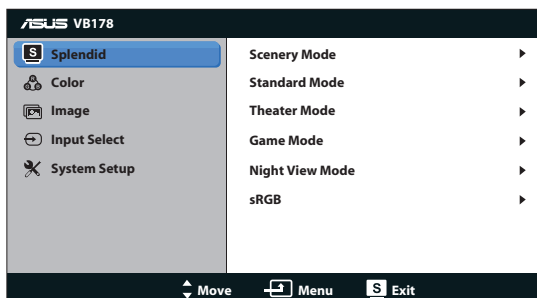 ASUS VB178
S Splendid
Color
Image
Input Select
System Setup
Scenery Mode
Standard Mode
Theater Mode
Game Mode
Night View Mode
sRGB
Move Menu S Exit